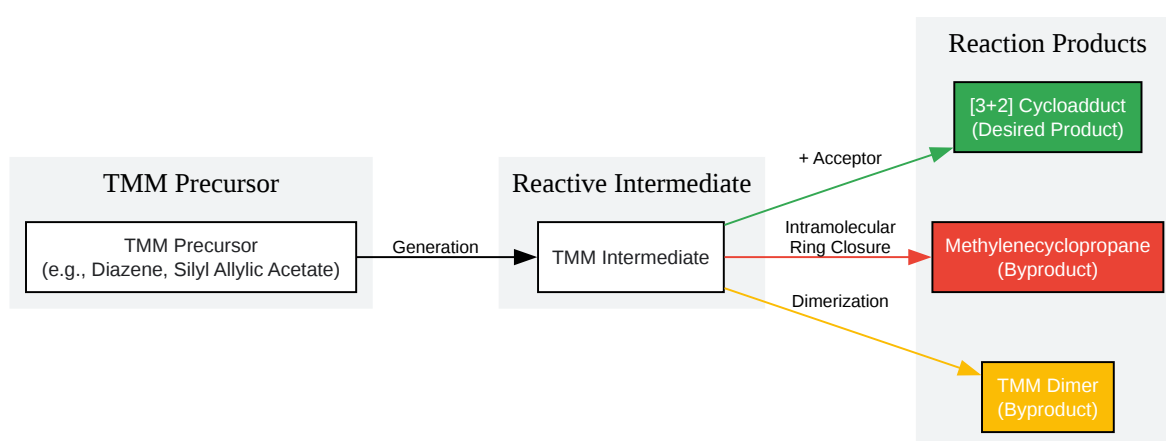 Reaction Products
[3+2] Cycloadduct
(Desired Product)
+ Acceptor
TMM Precursor
Reactive Intermediate
TMM Precursor
(e.g., Diazene, Silyl Allylic Acetate)
Generation
TMM Intermediate
Intramolecular
Ring Closure
Methylenecyclopropane
(Byproduct)
Dimerization
TMM Dimer
(Byproduct)